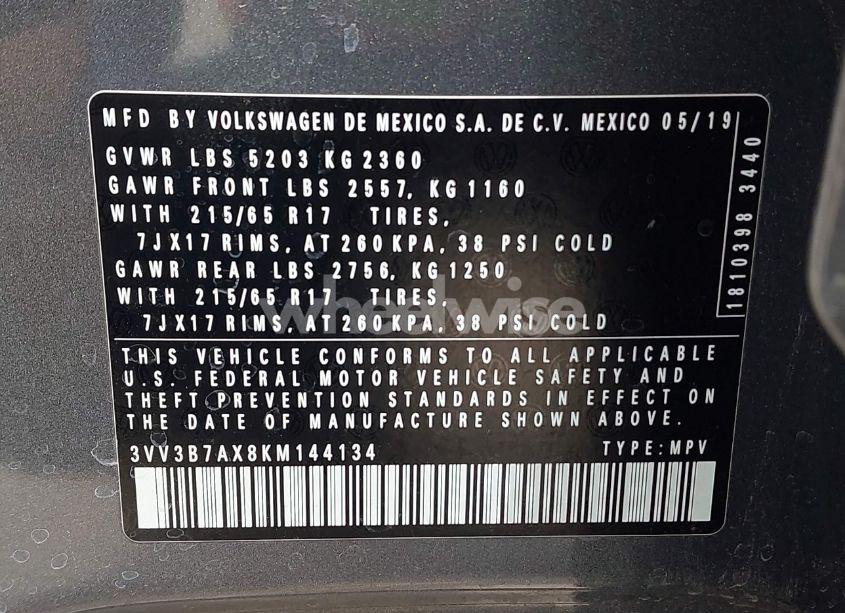 MFD BY VOLKSWAGEN DE MEXICO S.A. DE C.V. MEXICO 05/19
GVWR LBS 5203 KG 2360
GAWR FRONT LBS 2557, KG 1160
WITH 215/65 R17 TIRES,
7JX17 RIMS, AT 260 KPA, 38 PSI COLD
GAWR REAR LBS 2756, KG 1250
WITH 215/65 R17 TIRES,
7JX17 RIMS, AT 260 KPA, 38 PSI COLD
1810398 3440
wheelwise
THIS VEHICLE CONFORMS TO ALL APPLICABLE
U.S. FEDERAL MOTOR VEHICLE SAFETY AND
THEFT PREVENTION STANDARDS IN EFFECT ON
THE DATE OF MANUFACTURE SHOWN ABOVE.
3VV3B7AX8KM144134 TYPE: MPV